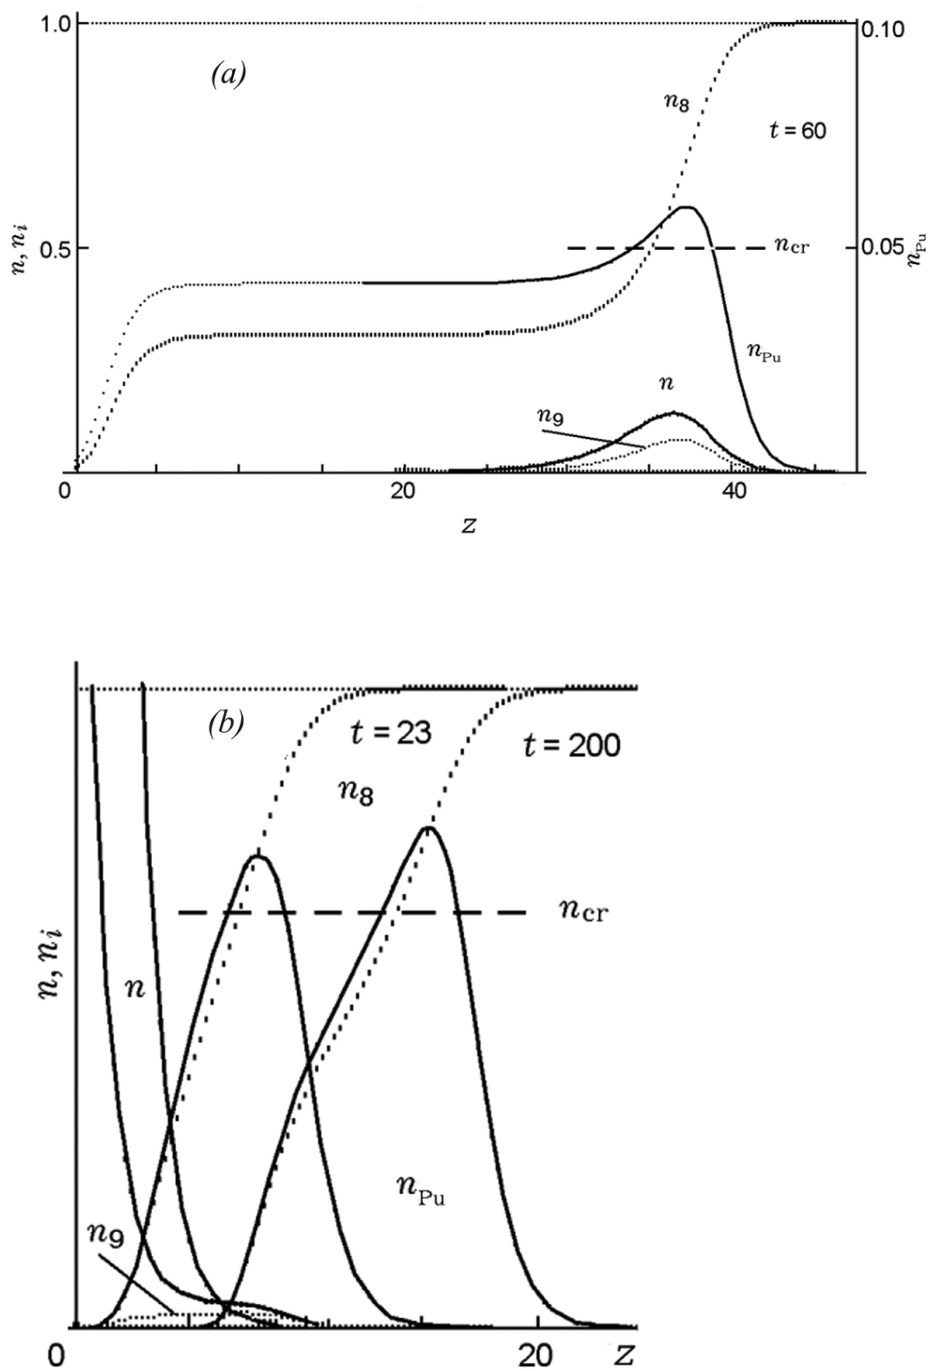 1.0
0.10
(a)
n8
t = 60
n, ni
0.5
ncr
0.05
nPu
nPu
n
n9
0
20
40
z
(b)
t = 23
t = 200
n8
ncr
n, ni
n
nPu
n9
0
20
z